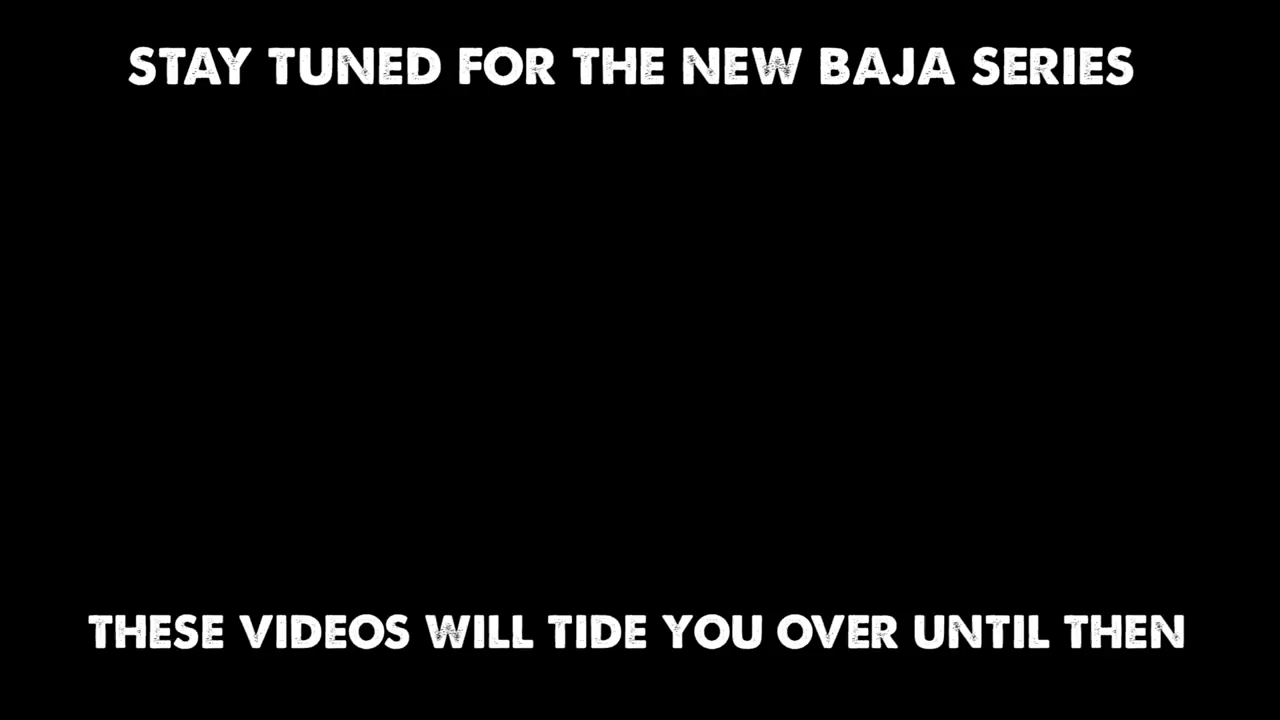 STAY TUNED FOR THE NEW BAJA SERIES
THESE VIDEOS WILL TIDE YOU OVER UNTIL THEN